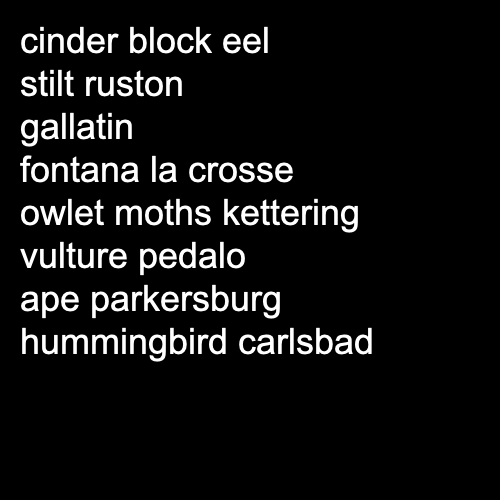 cinder block eel
stilt ruston
gallatin
fontana la crosse
owlet moths kettering
vulture pedalo
ape parkersburg
hummingbird carlsbad